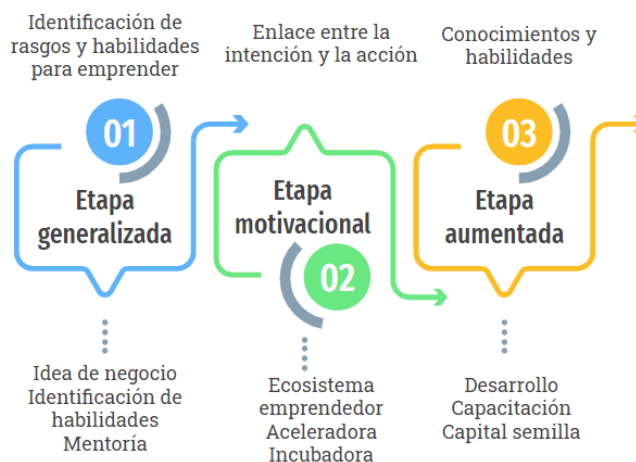 Identificación de
rasgos y habilidades
para emprender
01
Etapa
generalizada
Idea de negocio
Identificación de
habilidades
Mentoría
Enlace entre la
intención y la acción
Etapa
motivacional
02
Ecosistema
emprendedor
Aceleradora
Incubadora
Conocimientos y
habilidades
03
Etapa
aumentada
Desarrollo
Capacitación
Capital semilla